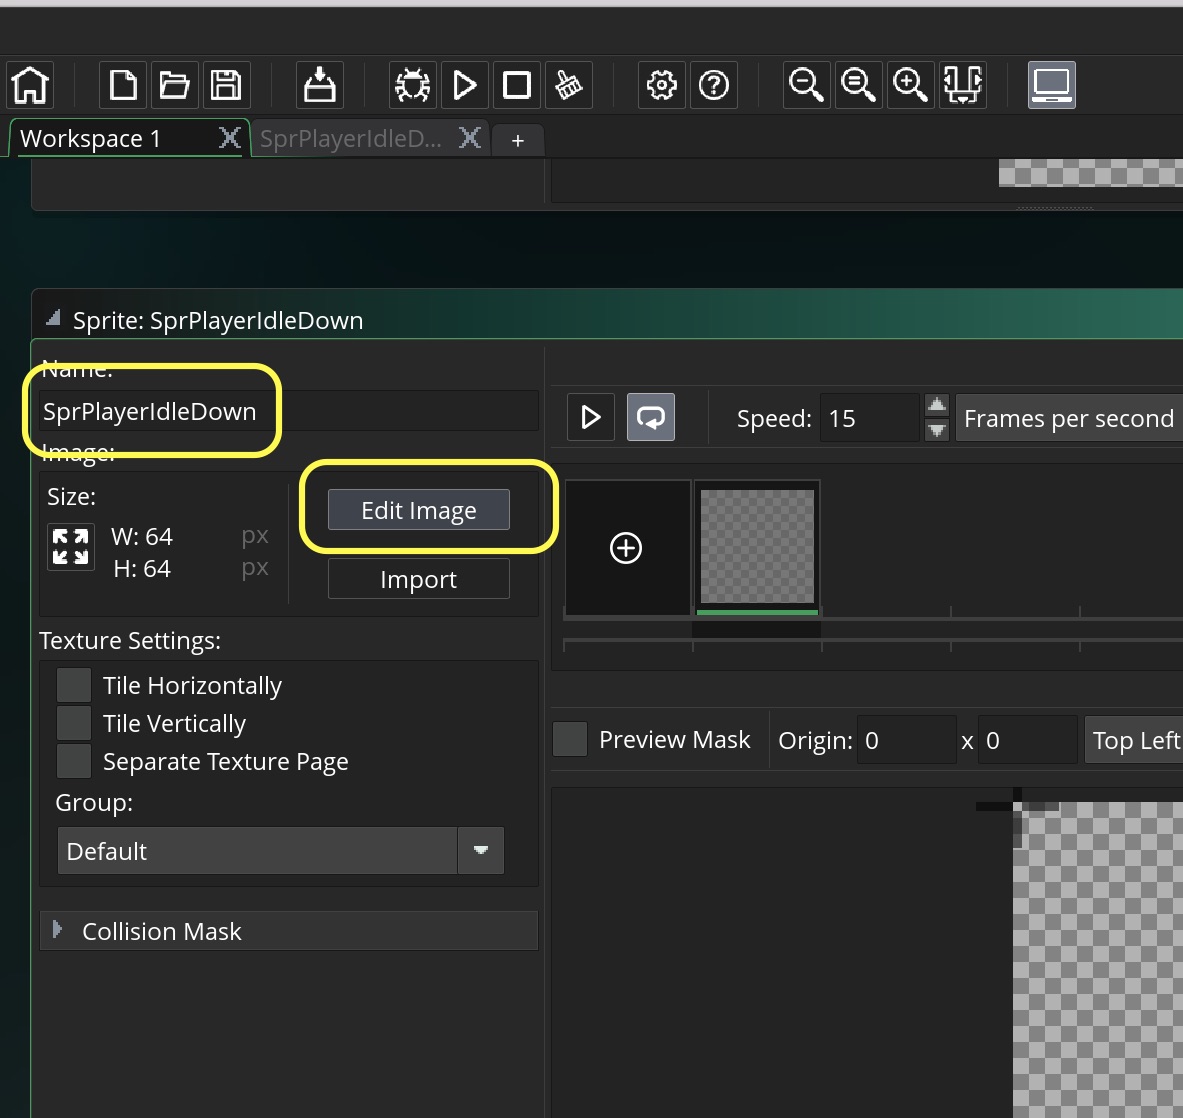 Workspace 1
SprPlayerIdleD...
+
Sprite: SprPlayerIdleDown
Name:
SprPlayerIdleDown
Image:
Size:
W: 64 px
H: 64 px
Edit Image
Import
Texture Settings:
Tile Horizontally
Tile Vertically
Separate Texture Page
Group:
Default
Collision Mask
Speed: 15
Frames per second
Preview Mask
Origin: 0 x 0
Top Left